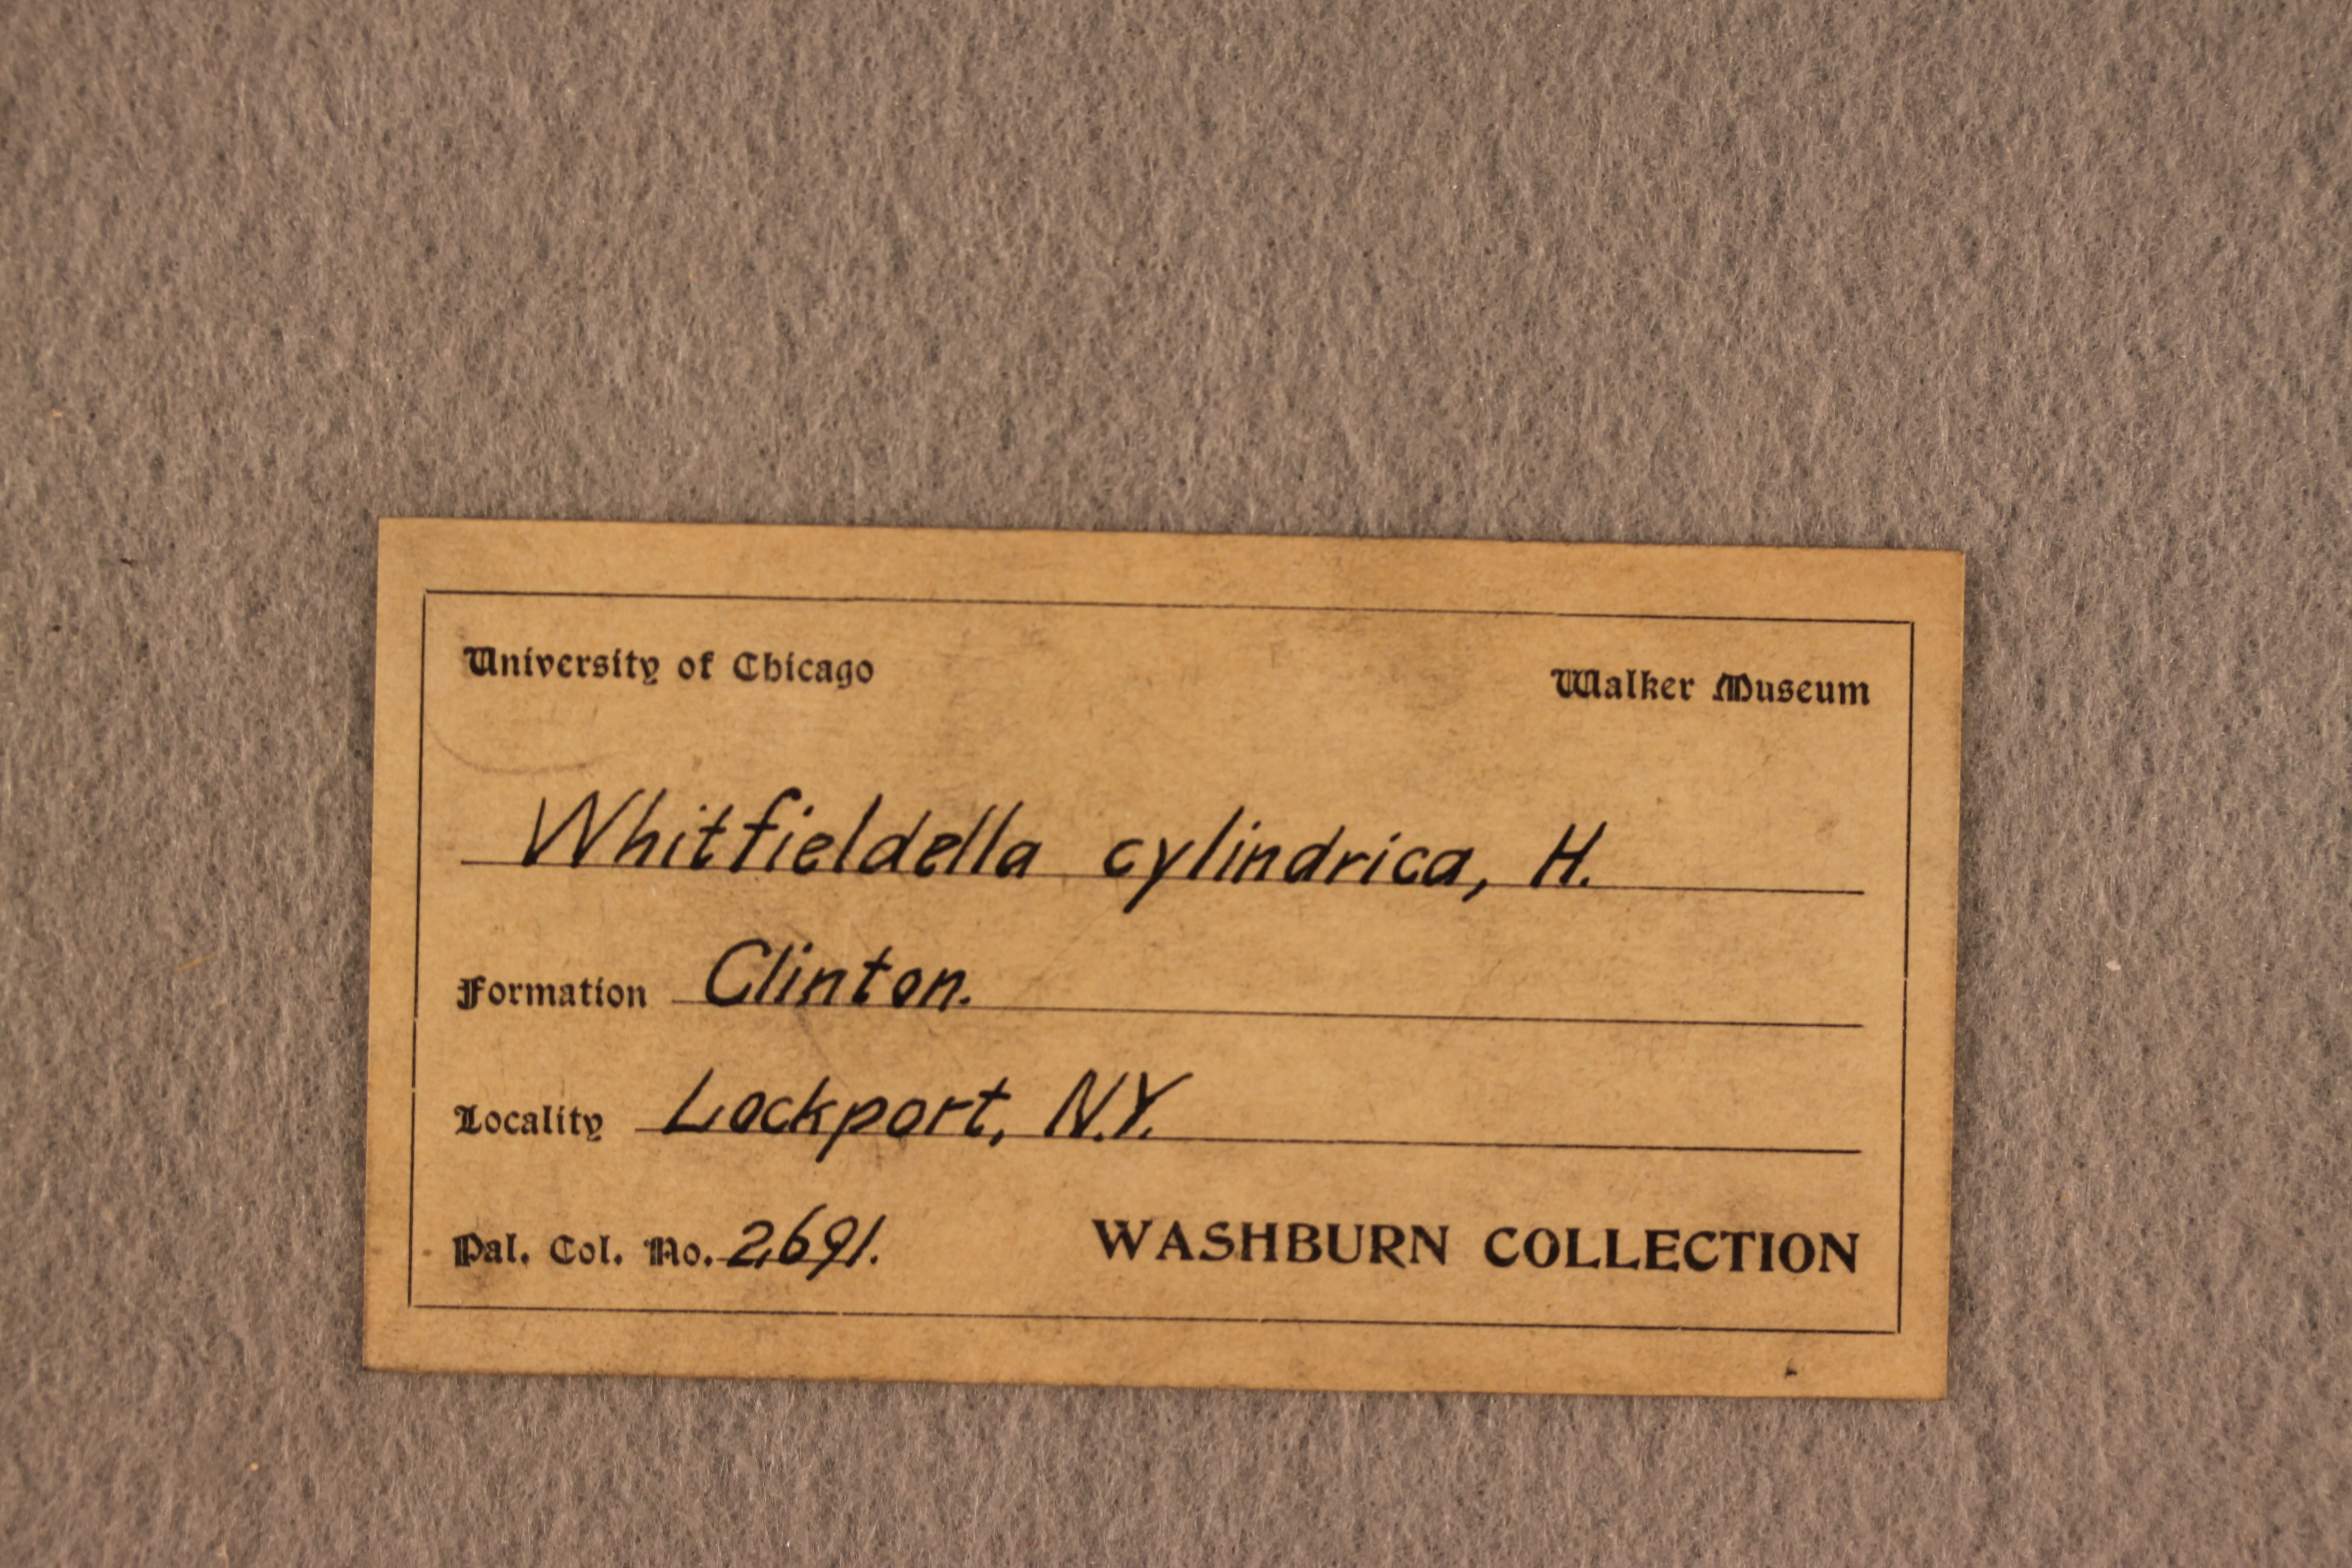 University of Chicago Walker Museum
Whitfieldella cylindrica, H.
Formation Clinton.
Locality Lockport, N.Y.
Pal. Col. No. 2691. WASHBURN COLLECTION